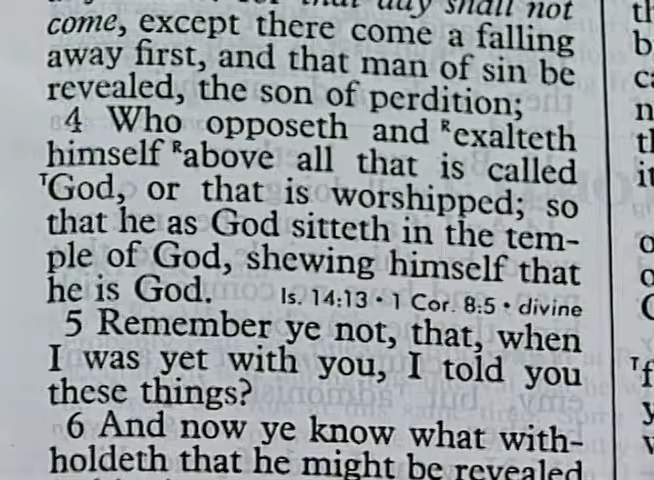 day shall not
come, except there come a falling
away first, and that man of sin be
revealed, the son of perdition;
4 Who opposeth and ᴿexalteth
himself ᴿabove all that is called
ᵀGod, or that is worshipped; so
that he as God sitteth in the tem-
ple of God, shewing himself that
he is God. Is. 14:13 • 1 Cor. 8:5 • divine
5 Remember ye not, that, when
I was yet with you, I told you
these things?
6 And now ye know what with-
holdeth that he might be revealed